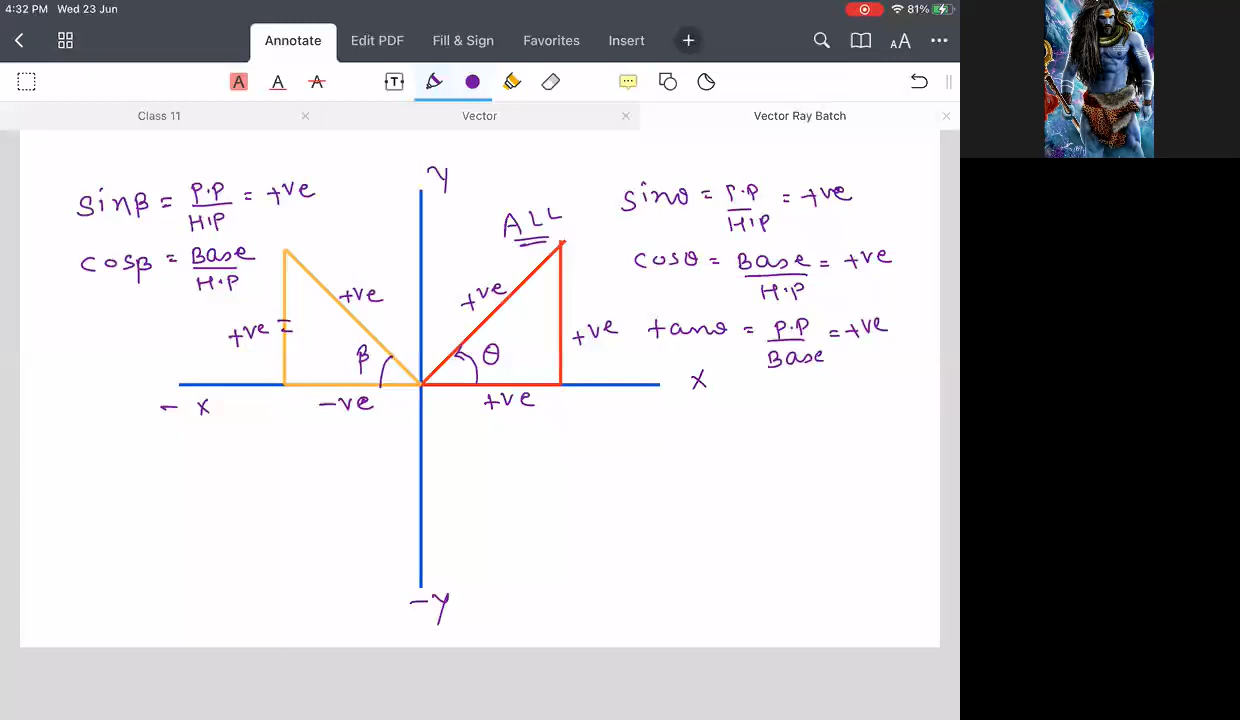 4:32 PM Wed 23 Jun
81%
Annotate
Edit PDF
Fill & Sign
Favorites
Insert
AA
A A A T
Class 11
Vector
Vector Ray Batch
sinβ = P.P / H.P = +ve
cosβ = Base / H.P
Y
ALL
sinθ = P.P / H.P = +ve
cosθ = Base / H.P = +ve
tanθ = P.P / Base = +ve
+ve
+ve
+ve =
+ve
β
θ
X
- x
-ve
+ve
-y